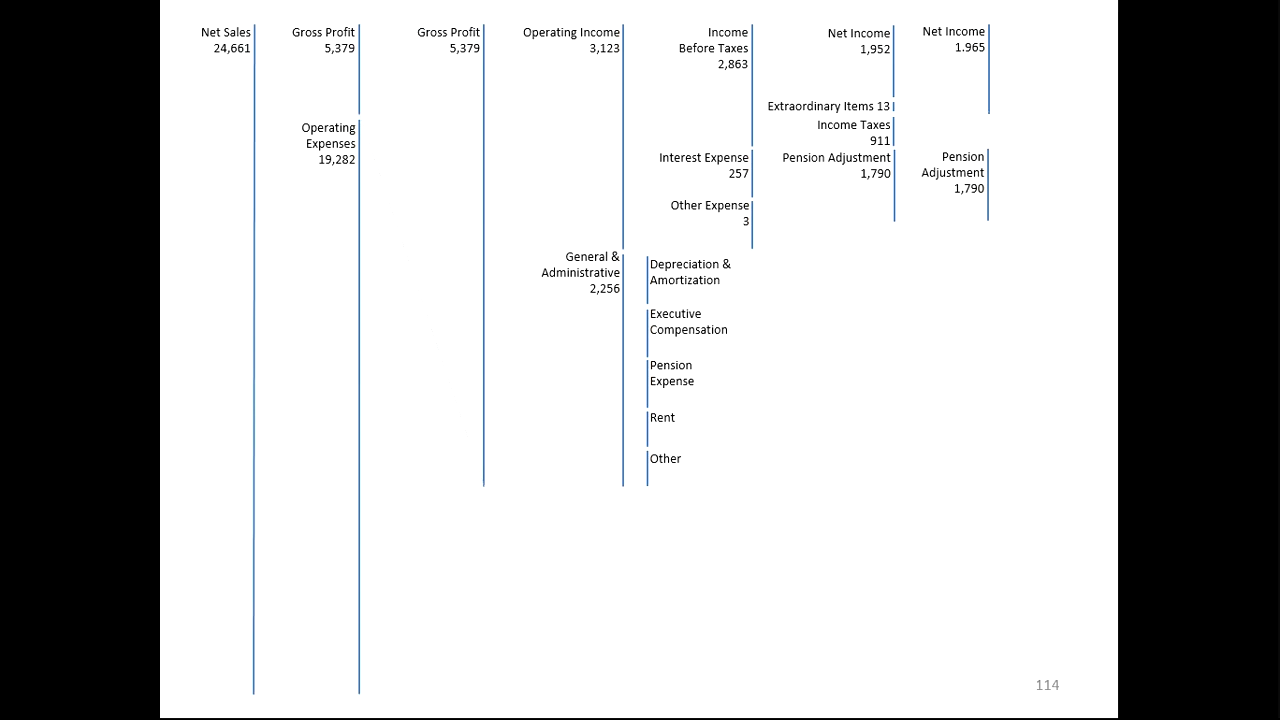 Net Sales
24,661
Gross Profit
5,379
Operating
Expenses
19,282
Gross Profit
5,379
Operating Income
3,123
General &
Administrative
2,256
Depreciation &
Amortization
Executive
Compensation
Pension
Expense
Rent
Other
Income
Before Taxes
2,863
Interest Expense
257
Other Expense
3
Net Income
1,952
Extraordinary Items 13
Income Taxes
911
Pension Adjustment
1,790
Net Income
1.965
Pension
Adjustment
1,790
114